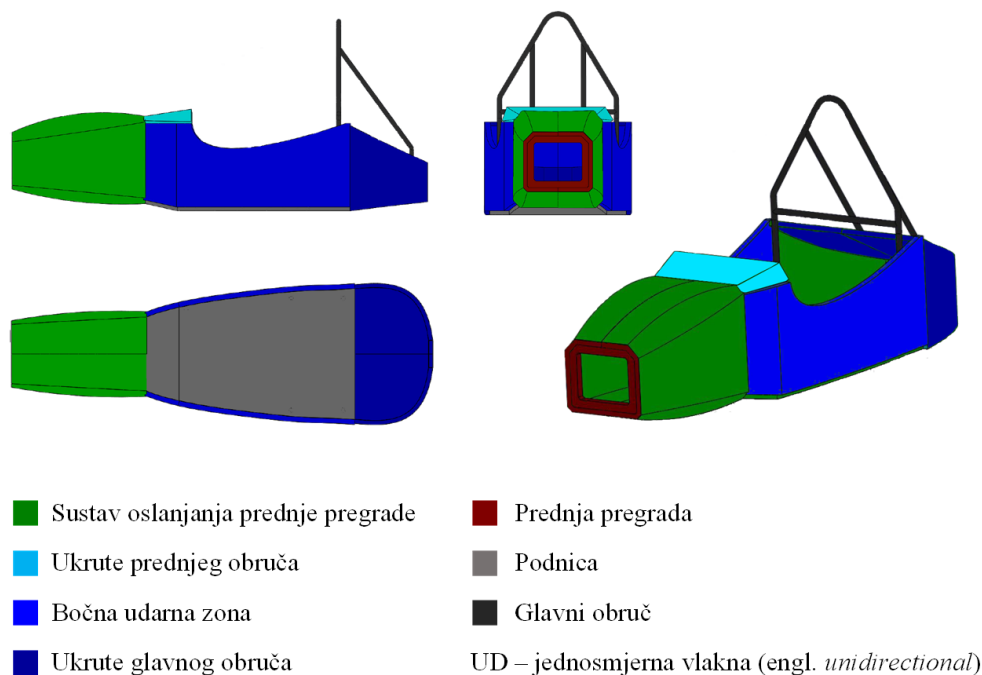 Sustav oslanjanja prednje pregrade
Ukrute prednjeg obruča
Bočna udarna zona
Ukrute glavnog obruča
Prednja pregrada
Podnica
Glavni obruč
UD – jednosmjerna vlakna (engl. unidirectional)